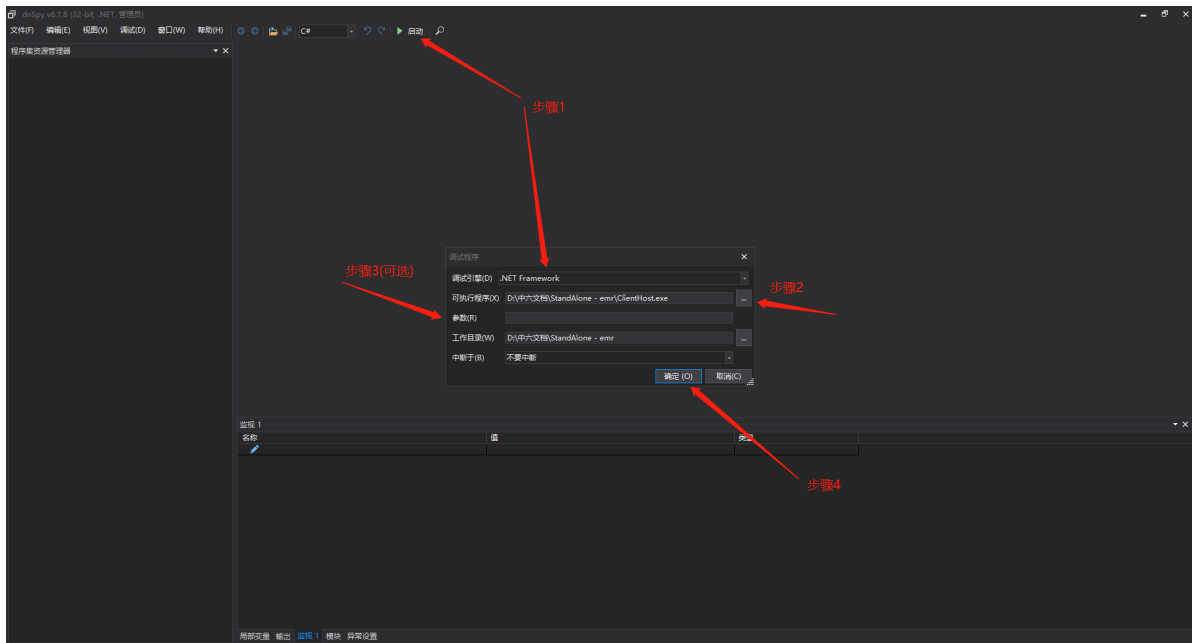 dnSpy v6.1.8 (32-bit, .NET, 管理员)
文件(F) 编辑(E) 视图(V) 调试(D) 窗口(W) 帮助(H) C# 启动
程序集资源管理器
步骤1
调试程序
步骤3(可选)
调试引擎(D) .NET Framework
步骤2
可执行程序(X) D:\中六文档\StandAlone - emr\ClientHost.exe ...
参数(R)
工作目录(W) D:\中六文档\StandAlone - emr ...
中断于(B) 不要中断
确定 (O) 取消(C)
监视 1
名称 值 类型
步骤4
局部变量 输出 监视 1 模块 异常设置